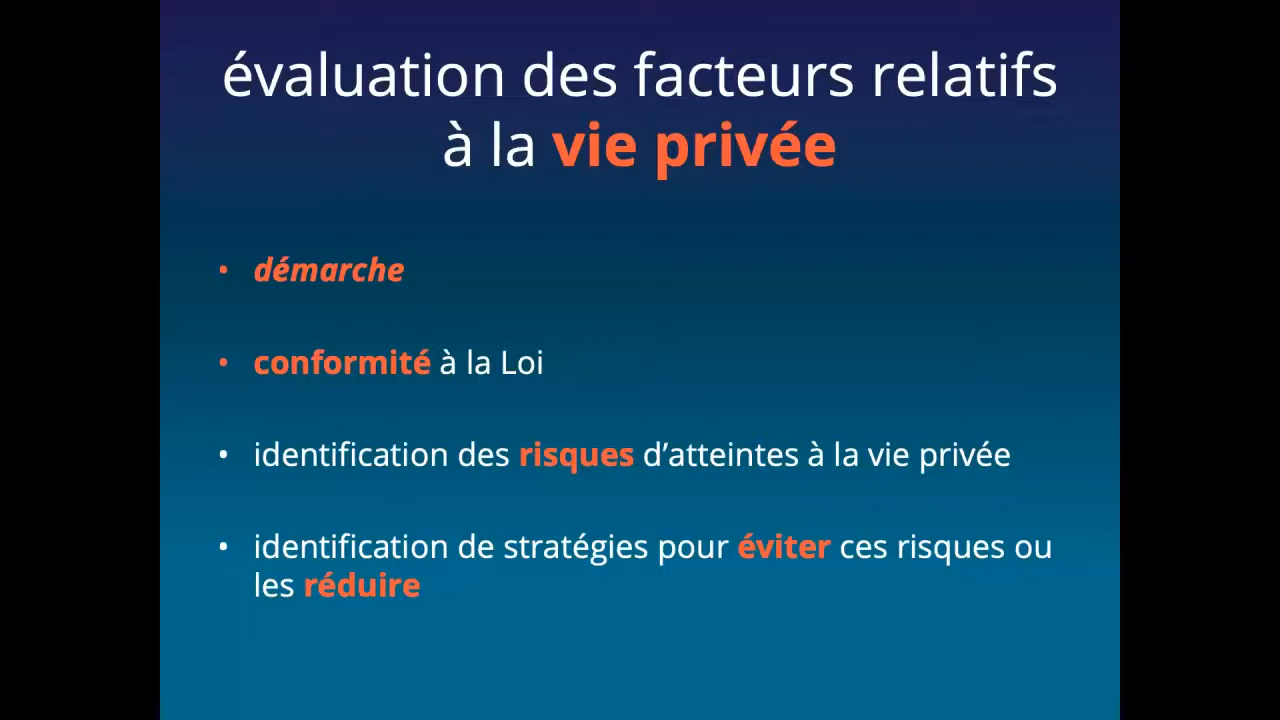 évaluation des facteurs relatifs
à la vie privée
• démarche
• conformité à la Loi
• identification des risques d’atteintes à la vie privée
• identification de stratégies pour éviter ces risques ou
les réduire